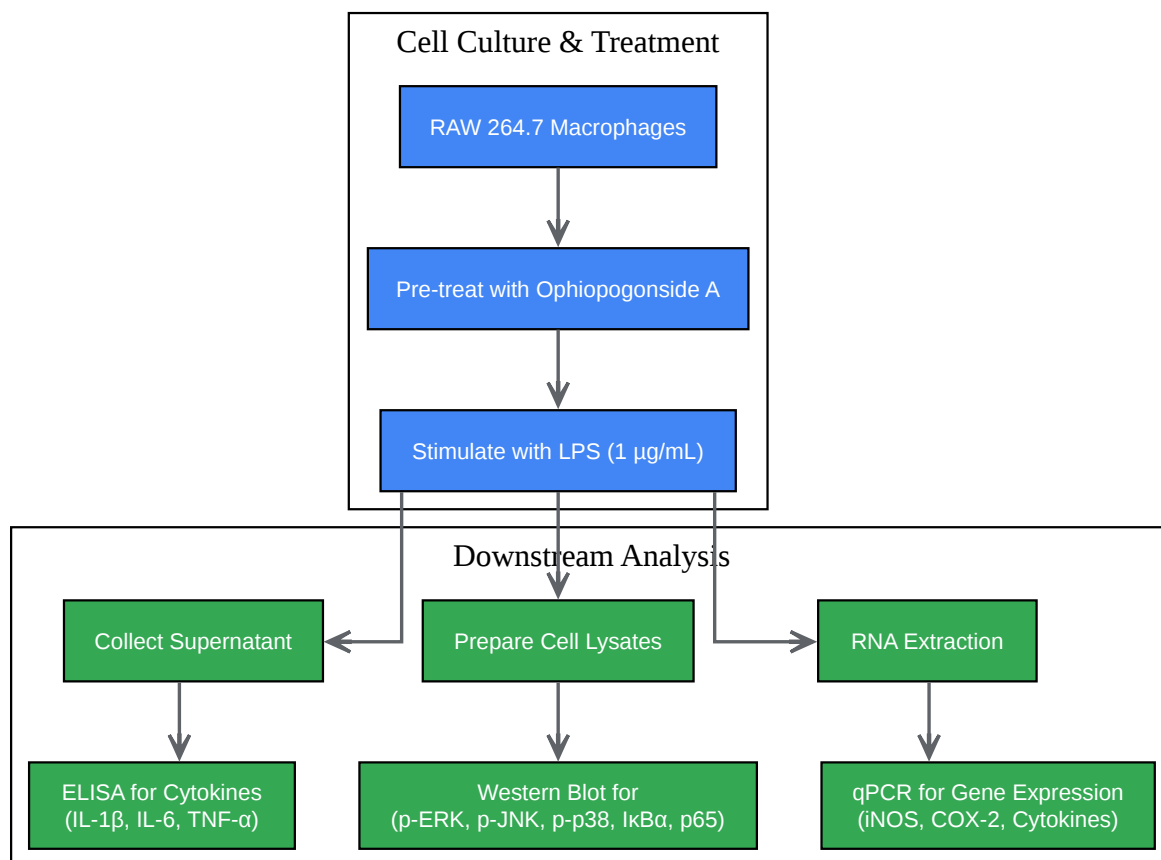 Cell Culture & Treatment
RAW 264.7 Macrophages
Pre-treat with Ophiopogonside A
Stimulate with LPS (1 µg/mL)
Downstream Analysis
Collect Supernatant
Prepare Cell Lysates
RNA Extraction
ELISA for Cytokines
(IL-1β, IL-6, TNF-α)
Western Blot for
(p-ERK, p-JNK, p-p38, IκBα, p65)
qPCR for Gene Expression
(iNOS, COX-2, Cytokines)